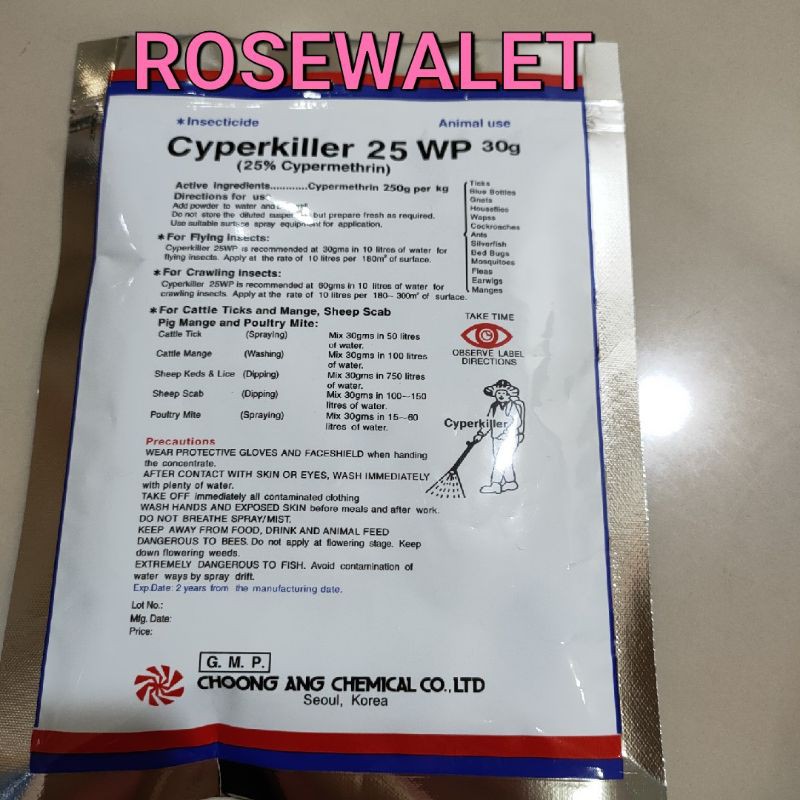 ROSEWALET
*Insecticide
Animal use
Cyperkiller 25 WP 30g
(25% Cypermethrin)
Active Ingredients............Cypermethrin 250g per kg
Directions for use
Add powder to water and
Do not store the diluted but prepare fresh as required.
Use suitable surface spray equipment for application.
Ticks
Blue Bottles
Gnats
Houseflies
Wapss
Cockroaches
Ants
Silverfish
Bed Bugs
Mosquitoes
Fleas
Earwigs
Manges
*For Flying insects:
Cyperkiller 25WP is recommended at 30gms in 10 litres of water for
flying insects. Apply at the rate of 10 litres per 180m² of surface.
*For Crawling insects:
Cyperkiller 25WP is recommended at 60gms in 10 litres of water for
crawling insects. Apply at the rate of 10 litres per 180~300m² of surface.
*For Cattle Ticks and Mange, Sheep Scab
Pig Mange and Poultry Mite:
Cattle Tick (Spraying) Mix 30gms in 50 litres
of water.
Cattle Mange (Washing) Mix 30gms in 100 litres
of water.
Sheep Keds & Lice (Dipping) Mix 30gms in 750 litres
of water.
Sheep Scab (Dipping) Mix 30gms in 100~150
litres of water.
Poultry Mite (Spraying) Mix 30gms in 15~60
litres of water.
TAKE TIME
OBSERVE LABEL
DIRECTIONS
Cyperkiller
Precautions
WEAR PROTECTIVE GLOVES AND FACESHIELD when handing
the concentrate.
AFTER CONTACT WITH SKIN OR EYES, WASH IMMEDIATELY
with plenty of water.
TAKE OFF immediately all contaminated clothing
WASH HANDS AND EXPOSED SKIN before meals and after work.
DO NOT BREATHE SPRAY/MIST.
KEEP AWAY FROM FOOD, DRINK AND ANIMAL FEED
DANGEROUS TO BEES. Do not apply at flowering stage. Keep
down flowering weeds.
EXTREMELY DANGEROUS TO FISH. Avoid contamination of
water ways by spray drift.
Exp.Date: 2 years from the manufacturing date.
Lot No.:
Mfg. Date:
Price:
G. M. P.
CHOONG ANG CHEMICAL CO., LTD
Seoul, Korea